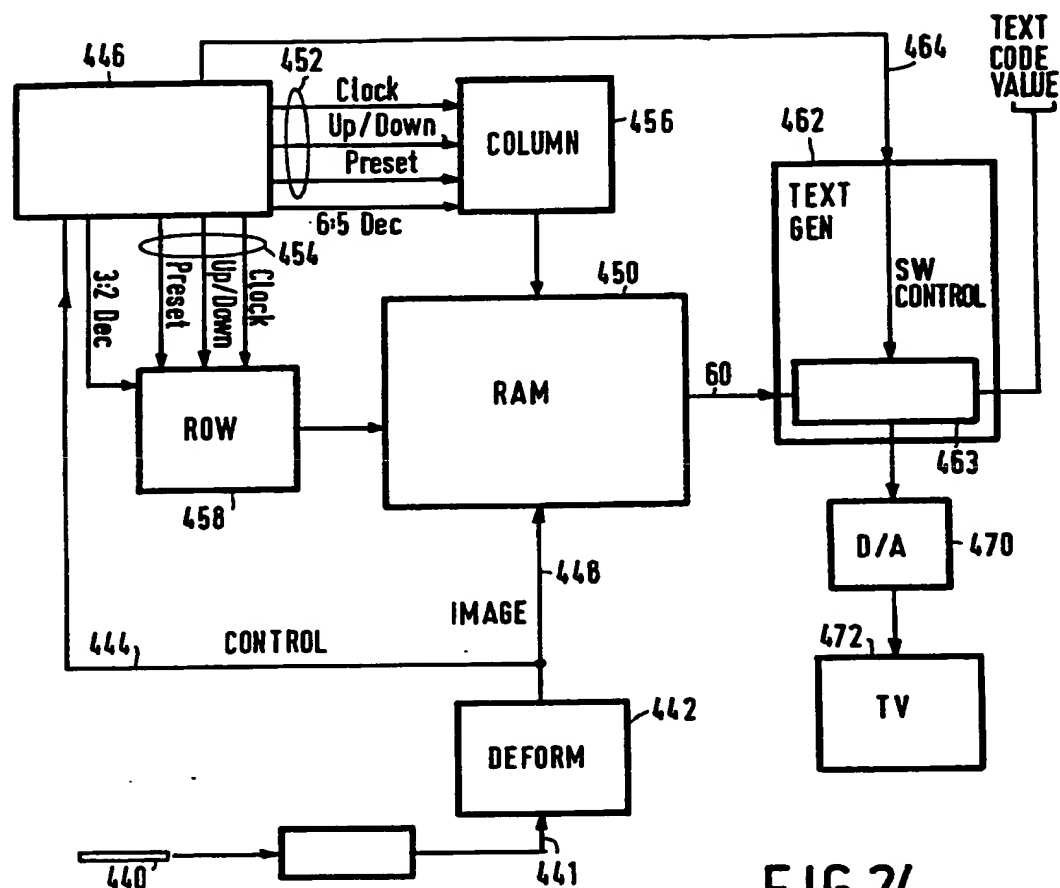 TEXT
CODE
VALUE
446
452
Clock
Up/Down
Preset
6:5 Dec
COLUMN
456
464
462
TEXT
GEN
SW
CONTROL
463
454
3:2 Dec
Preset
Up/Down
Clock
ROW
458
450
RAM
60
448
IMAGE
444
CONTROL
D/A
470
472
TV
442
DEFORM
441
440
FIG.24